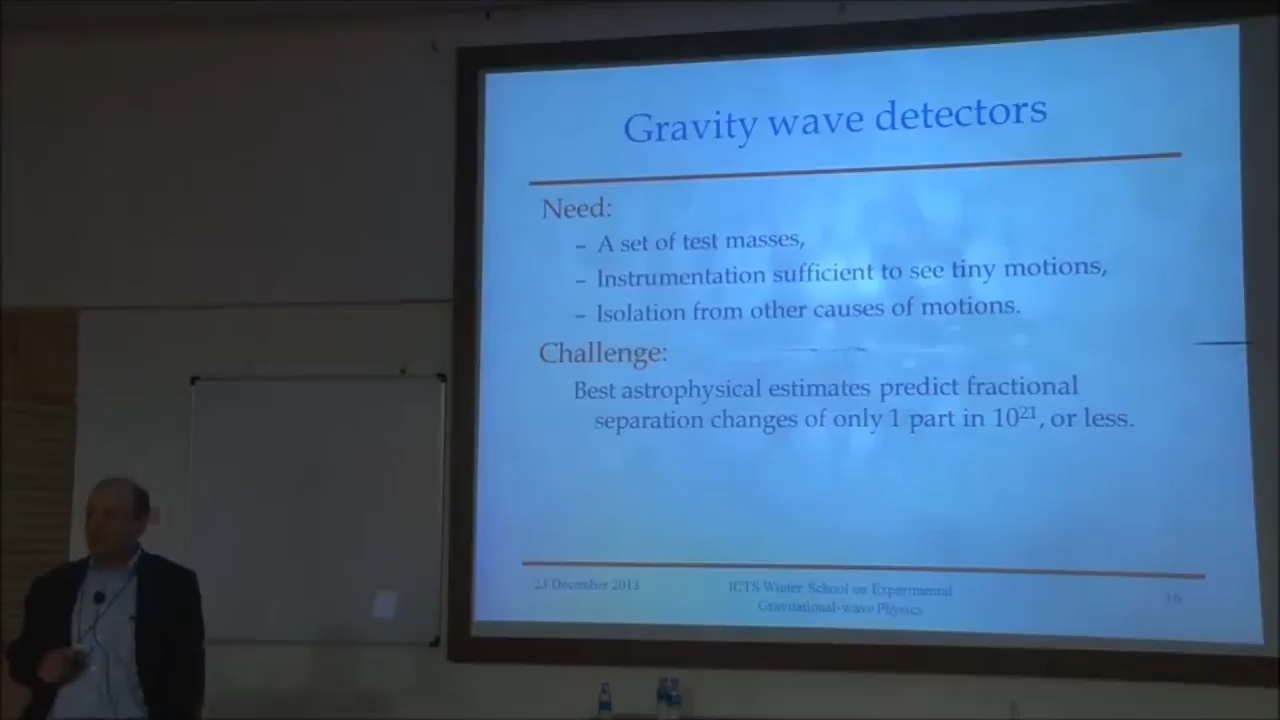 Gravity wave detectors
Need:
– A set of test masses,
– Instrumentation sufficient to see tiny motions,
– Isolation from other causes of motions.
Challenge:
Best astrophysical estimates predict fractional
separation changes of only 1 part in 10²¹, or less.
23 December 2013
ICTS Winter School on Experimental
Gravitational-wave Physics
16